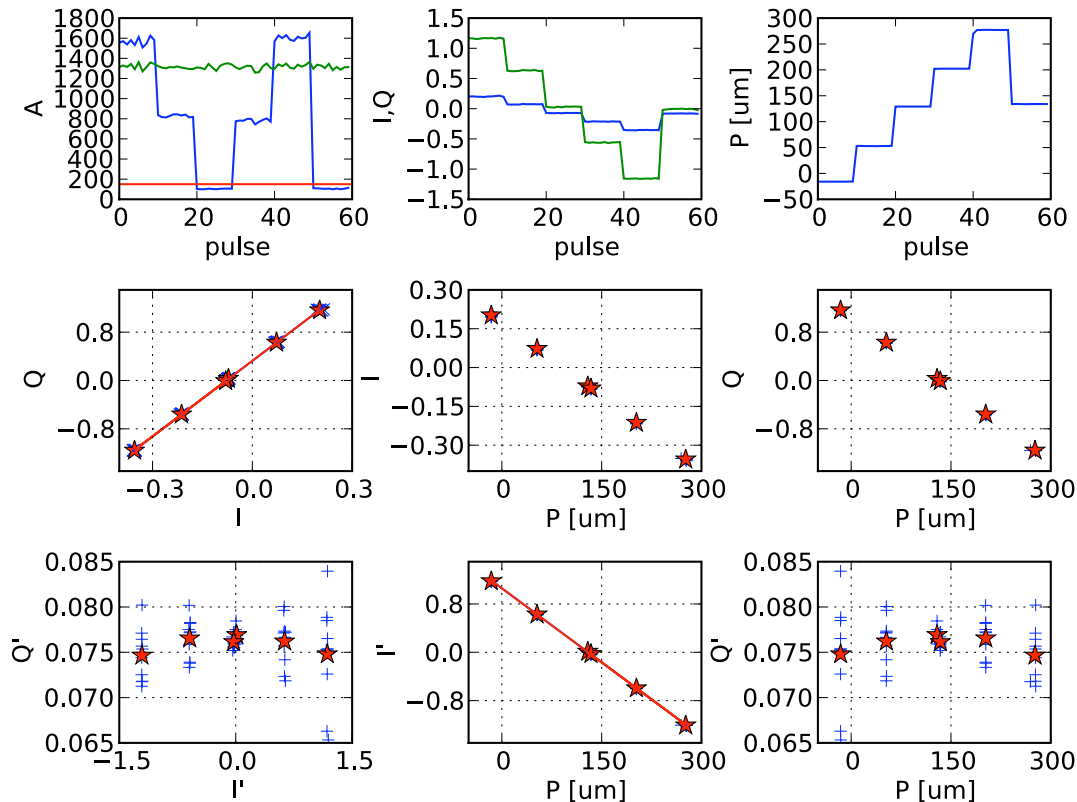 1600
1400
1200
1000
800
600
400
200
0
A
0 20 40 60
pulse
1.5
1.0
0.5
0.0
−0.5
−1.0
−1.5
I,Q
0 20 40 60
pulse
300
250
200
150
100
50
0
−50
P [um]
0 20 40 60
pulse
0.8
0.0
−0.8
Q
−0.3 0.0 0.3
I
0.30
0.15
0.00
−0.15
−0.30
I
0 150 300
P [um]
0.8
0.0
−0.8
Q
0 150 300
P [um]
0.085
0.080
0.075
0.070
0.065
Q'
−1.5 0.0 1.5
I'
0.8
0.0
−0.8
I'
0 150 300
P [um]
0.085
0.080
0.075
0.070
0.065
Q'
0 150 300
P [um]